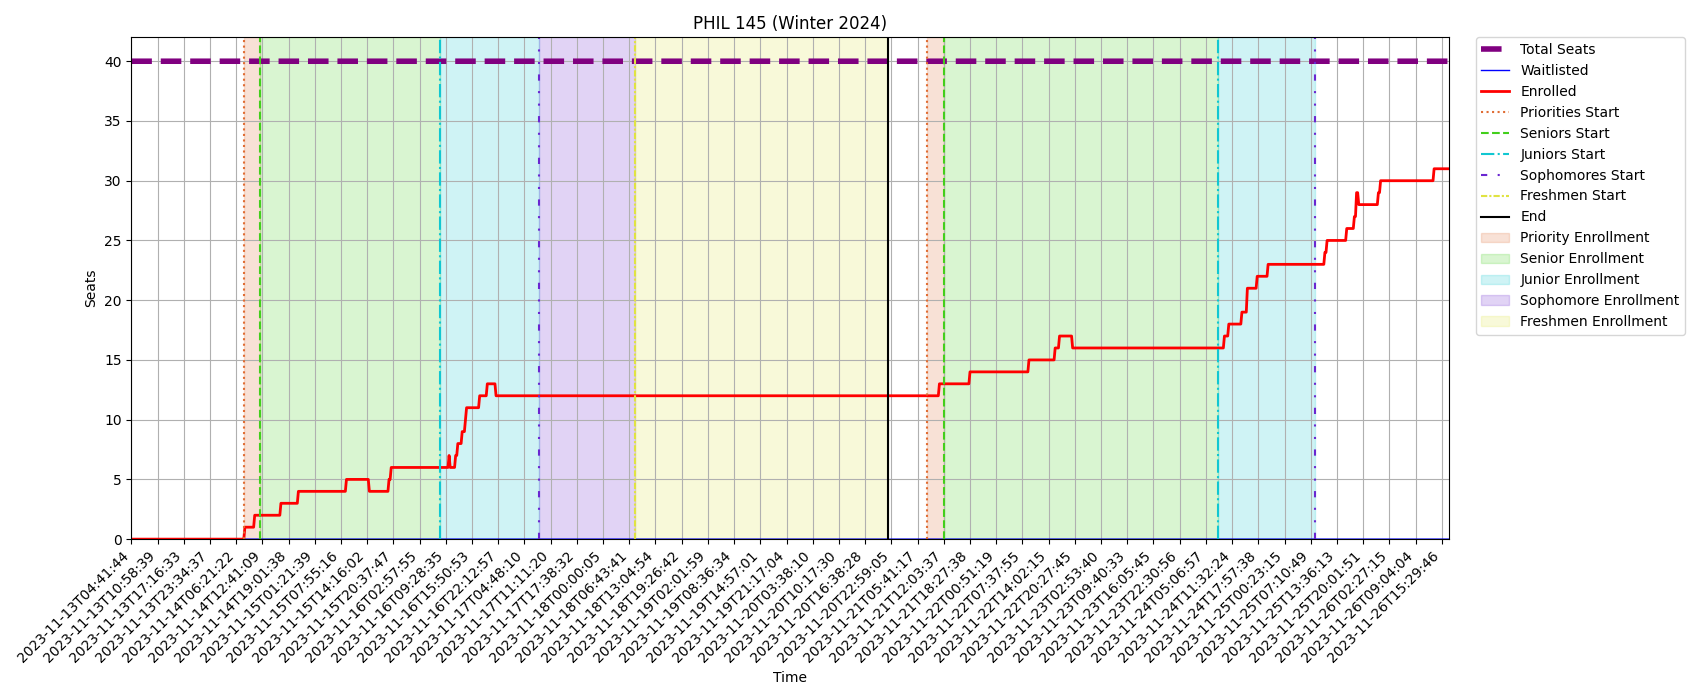 PHIL 145 (Winter 2024)
Seats
40
35
30
25
20
15
10
5
0
2023-11-13T04:41:44
2023-11-13T10:58:39
2023-11-13T17:16:33
2023-11-13T23:34:37
2023-11-14T06:21:22
2023-11-14T12:41:09
2023-11-14T19:01:38
2023-11-15T01:21:39
2023-11-15T07:55:16
2023-11-15T14:16:02
2023-11-15T20:37:47
2023-11-16T02:57:55
2023-11-16T09:28:35
2023-11-16T15:50:53
2023-11-16T22:12:57
2023-11-17T04:48:10
2023-11-17T11:11:20
2023-11-17T17:38:32
2023-11-18T00:00:05
2023-11-18T06:43:41
2023-11-18T13:04:54
2023-11-18T19:26:42
2023-11-19T02:01:59
2023-11-19T08:36:34
2023-11-19T14:57:01
2023-11-19T21:17:04
2023-11-20T03:38:10
2023-11-20T10:17:30
2023-11-20T16:38:28
2023-11-20T22:59:05
2023-11-21T05:41:17
2023-11-21T12:03:37
2023-11-21T18:27:38
2023-11-22T00:51:19
2023-11-22T07:37:55
2023-11-22T14:02:15
2023-11-22T20:27:45
2023-11-23T02:53:40
2023-11-23T09:40:33
2023-11-23T16:05:45
2023-11-23T22:30:56
2023-11-24T05:06:57
2023-11-24T11:32:24
2023-11-24T17:57:38
2023-11-25T00:23:15
2023-11-25T07:10:49
2023-11-25T13:36:13
2023-11-25T20:01:51
2023-11-26T02:27:15
2023-11-26T09:04:04
2023-11-26T15:29:46
Time
Total Seats
Waitlisted
Enrolled
Priorities Start
Seniors Start
Juniors Start
Sophomores Start
Freshmen Start
End
Priority Enrollment
Senior Enrollment
Junior Enrollment
Sophomore Enrollment
Freshmen Enrollment